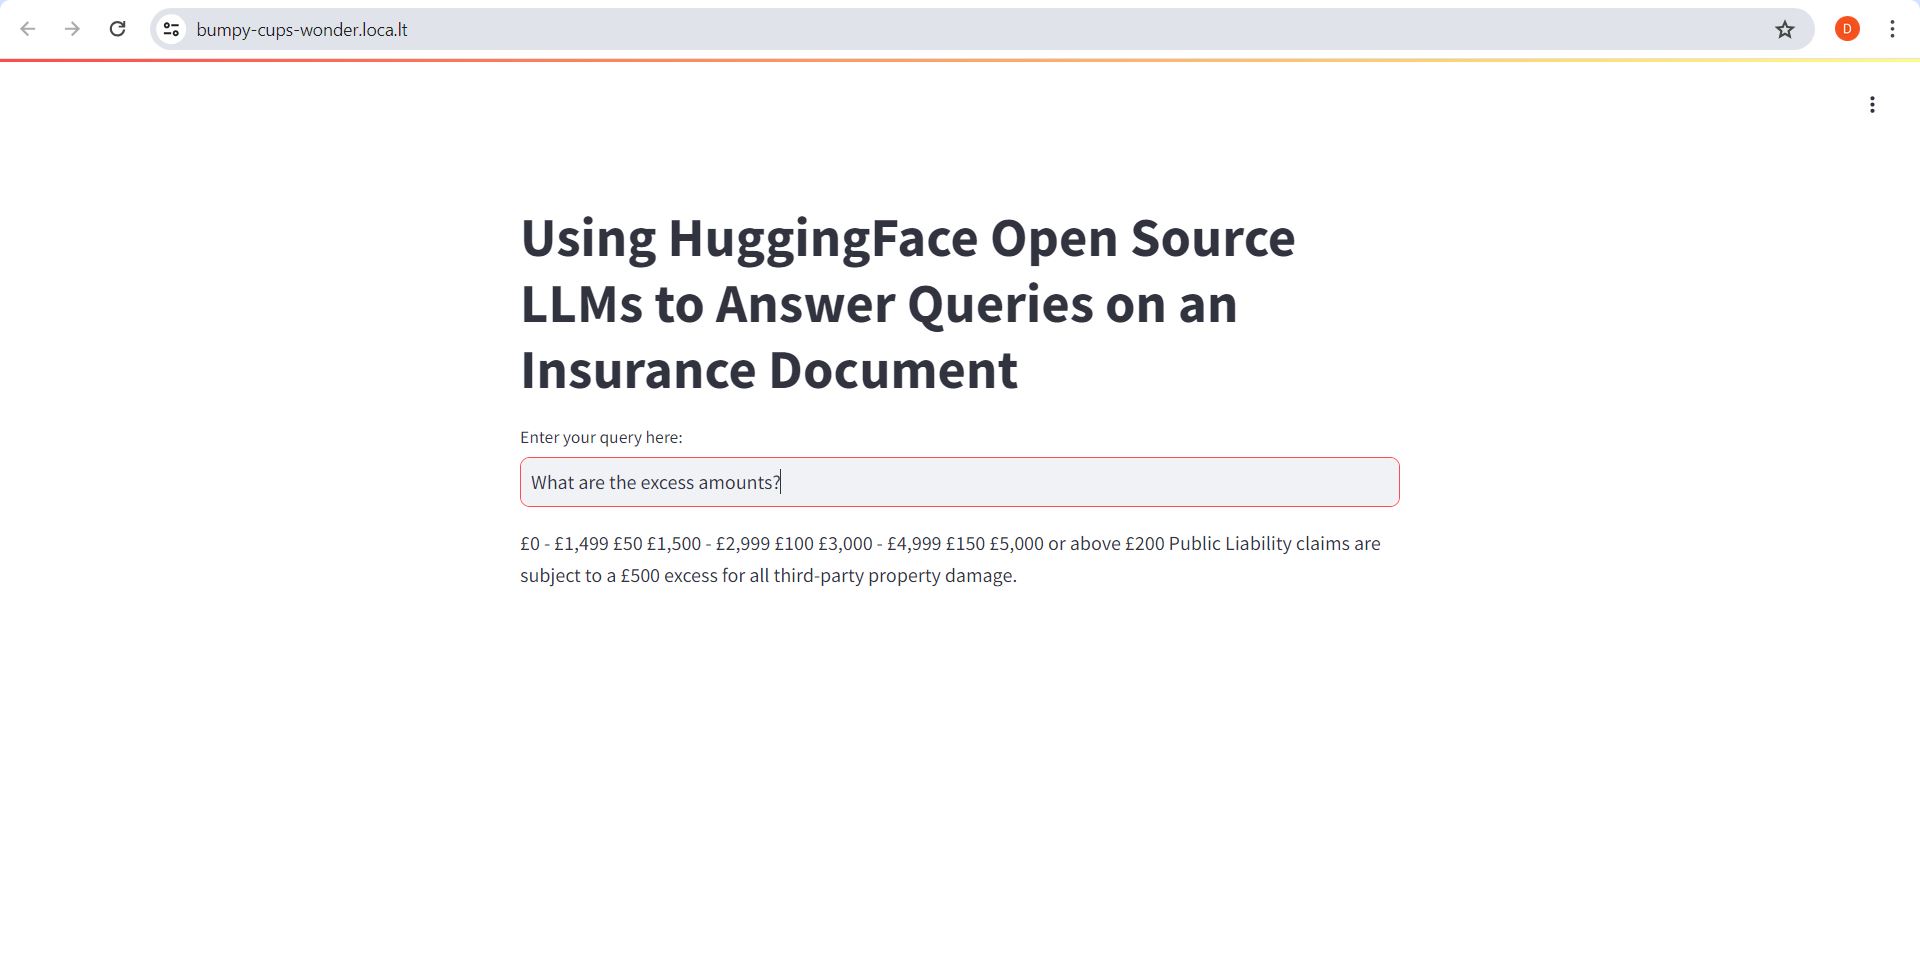 bumpy-cups-wonder.loca.lt
D
Using HuggingFace Open Source
LLMs to Answer Queries on an
Insurance Document
Enter your query here:
What are the excess amounts?
£0 - £1,499 £50 £1,500 - £2,999 £100 £3,000 - £4,999 £150 £5,000 or above £200 Public Liability claims are
subject to a £500 excess for all third-party property damage.